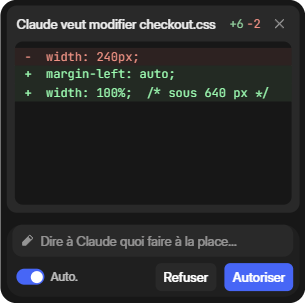 Claude veut modifier checkout.css +6 -2
- width: 240px;
+ margin-left: auto;
+ width: 100%; /* sous 640 px */
Dire à Claude quoi faire à la place...
Auto. Refuser Autoriser